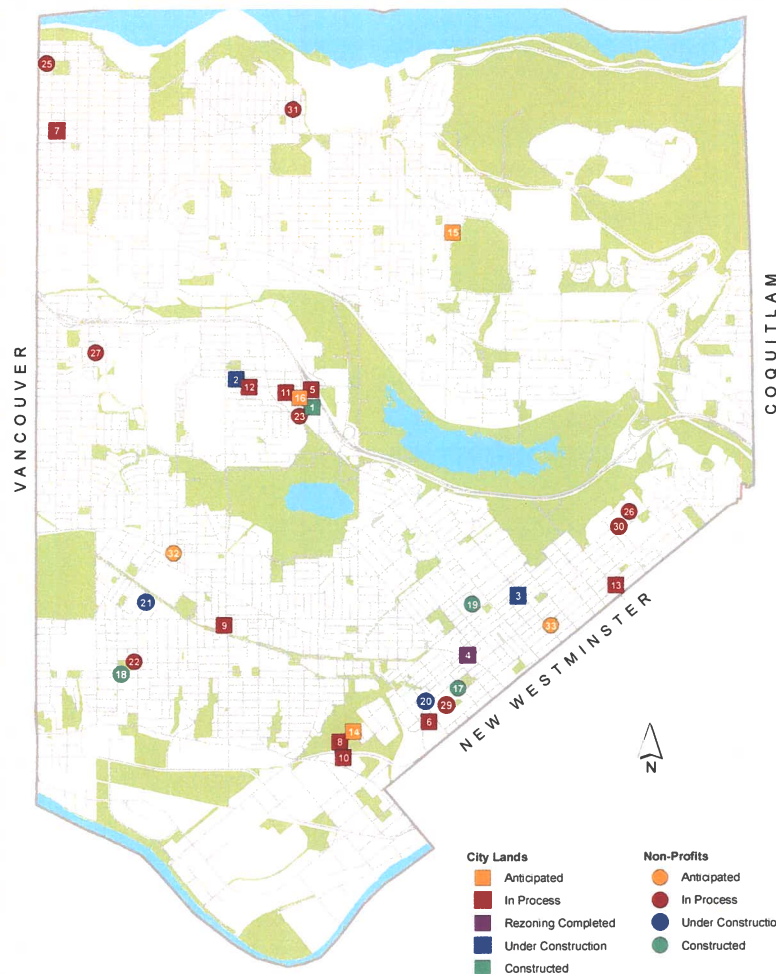 25
31
7
15
27
2
12
11
5
16
1
23
26
30
32
13
21
19
3
9
33
4
22
18
17
20
29
6
14
8
10
VANCOUVER
COQUITLAM
NEW WESTMINSTER
N
City Lands
Anticipated
In Process
Rezoning Completed
Under Construction
Constructed
Non-Profits
Anticipated
In Process
Under Constructio
Constructed